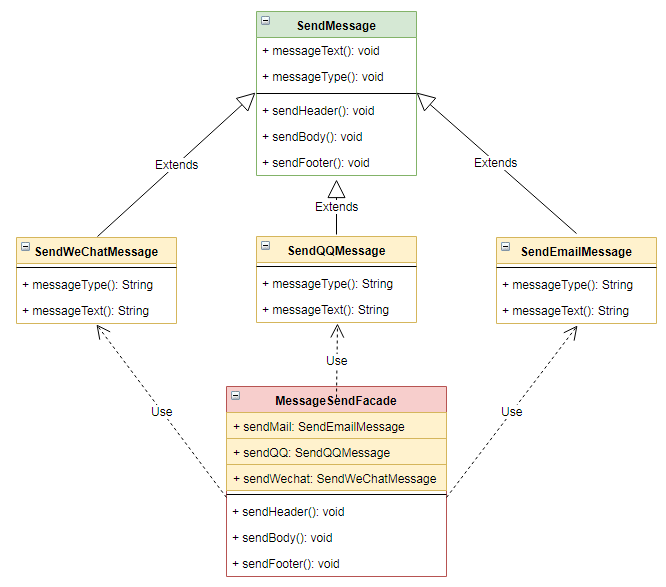 SendMessage
+ messageText(): void
+ messageType(): void
+ sendHeader(): void
+ sendBody(): void
+ sendFooter(): void
Extends
Extends
Extends
SendWeChatMessage
+ messageType(): String
+ messageText(): String
SendQQMessage
+ messageType(): String
+ messageText(): String
SendEmailMessage
+ messageType(): String
+ messageText(): String
Use
Use
Use
MessageSendFacade
+ sendMail: SendEmailMessage
+ sendQQ: SendQQMessage
+ sendWechat: SendWeChatMessage
+ sendHeader(): void
+ sendBody(): void
+ sendFooter(): void